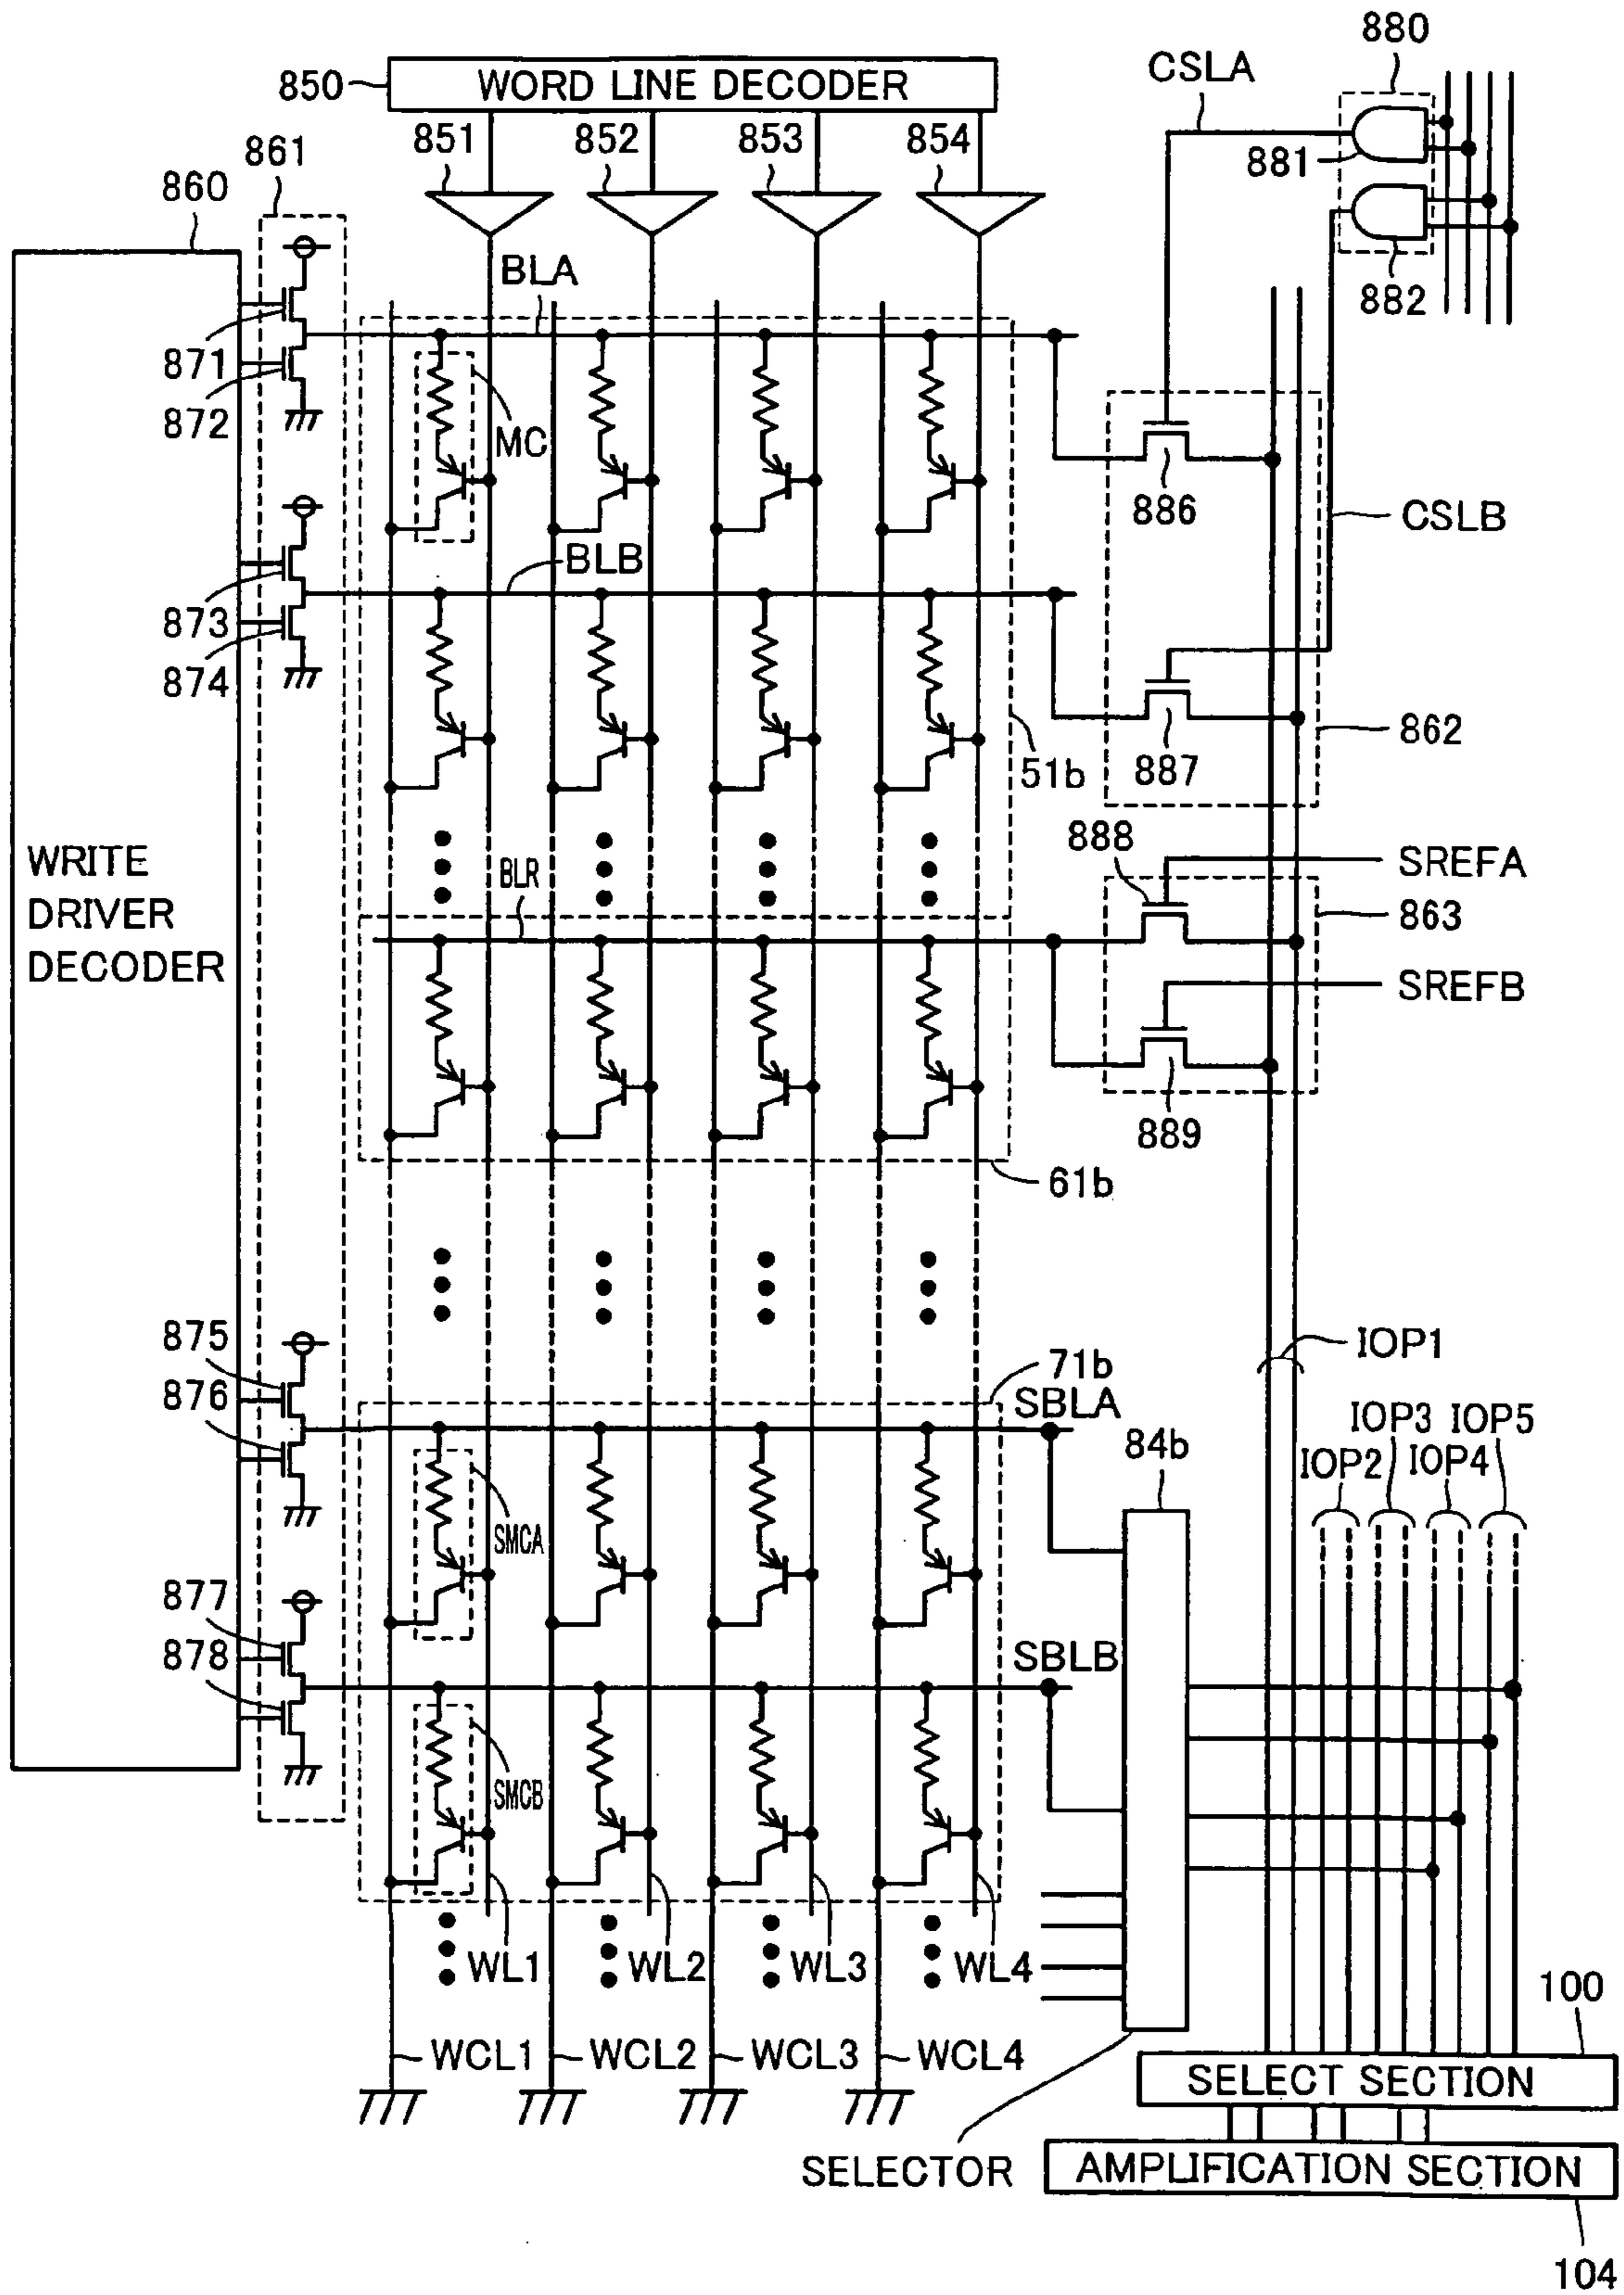 880
CSLA
850
WORD LINE DECODER
851
852
853
854
881
861
860
882
BLA
871
872
MC
886
CSLB
BLB
873
874
887
862
51b
888
SREFA
WRITE
DRIVER
DECODER
BLR
863
SREFB
889
61b
IOP1
875
876
71b
SBLA
IOP3
IOP5
84b
IOP2
IOP4
SMCA
877
878
SBLB
SMCB
WL1
WL2
WL3
WL4
100
WCL1
WCL2
WCL3
WCL4
SELECT SECTION
SELECTOR
AMPLIFICATION SECTION
104